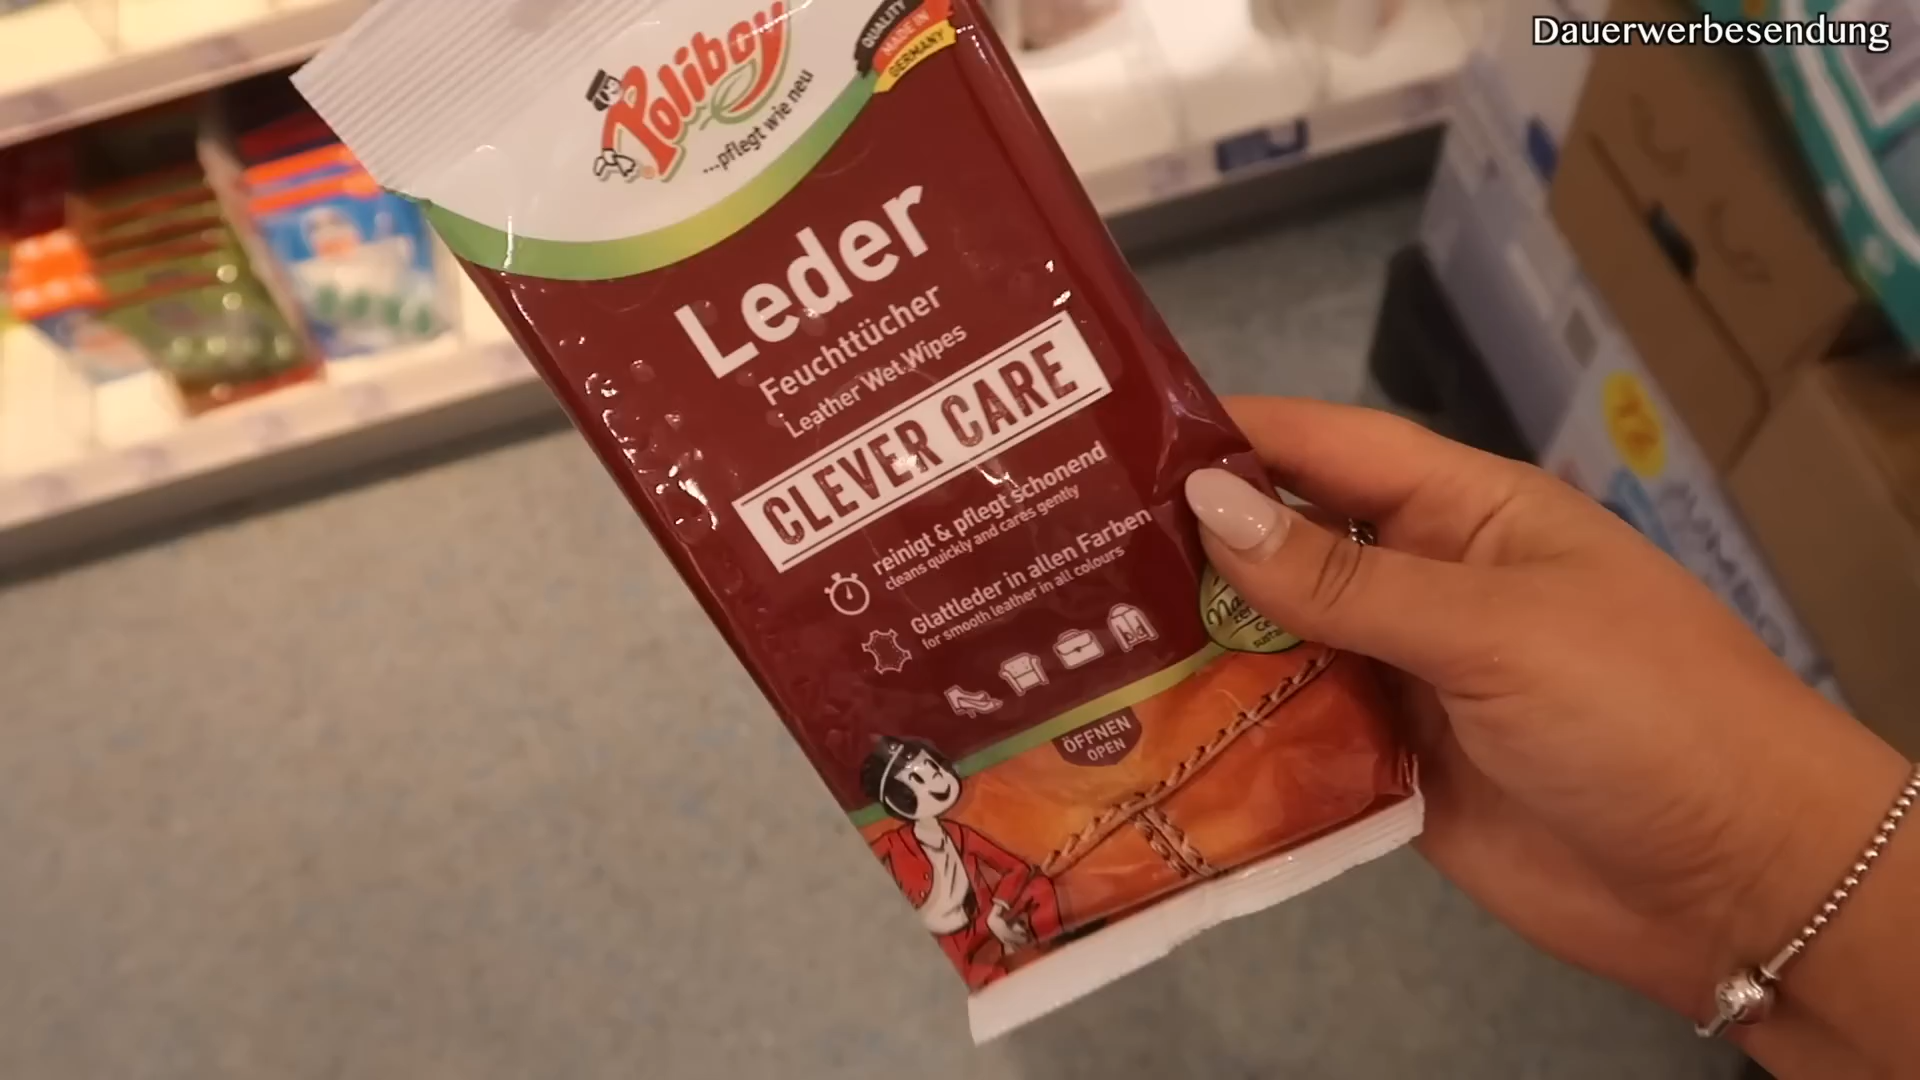 Dauerwerbesendung
QUALITY
MADE IN
GERMANY
Poliboy
...pflegt wie neu
Leder
Feuchttücher
Leather Wet Wipes
CLEVER CARE
reinigt & pflegt schonend
cleans quickly and cares gently
Glattleder in allen Farben
for smooth leather in all colours
ÖFFNEN
OPEN
JUMBO